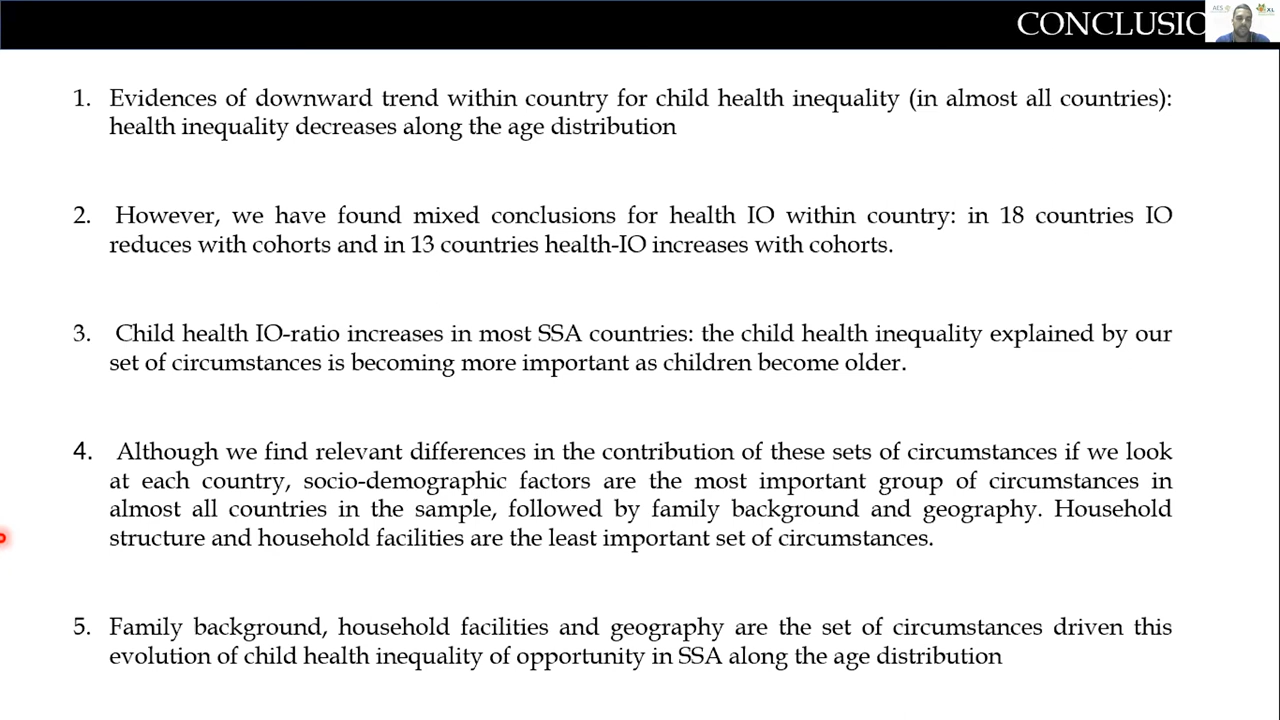 CONCLUSIO
AES
XL
1. Evidences of downward trend within country for child health inequality (in almost all countries):
health inequality decreases along the age distribution
2. However, we have found mixed conclusions for health IO within country: in 18 countries IO
reduces with cohorts and in 13 countries health-IO increases with cohorts.
3. Child health IO-ratio increases in most SSA countries: the child health inequality explained by our
set of circumstances is becoming more important as children become older.
4. Although we find relevant differences in the contribution of these sets of circumstances if we look
at each country, socio-demographic factors are the most important group of circumstances in
almost all countries in the sample, followed by family background and geography. Household
structure and household facilities are the least important set of circumstances.
5. Family background, household facilities and geography are the set of circumstances driven this
evolution of child health inequality of opportunity in SSA along the age distribution